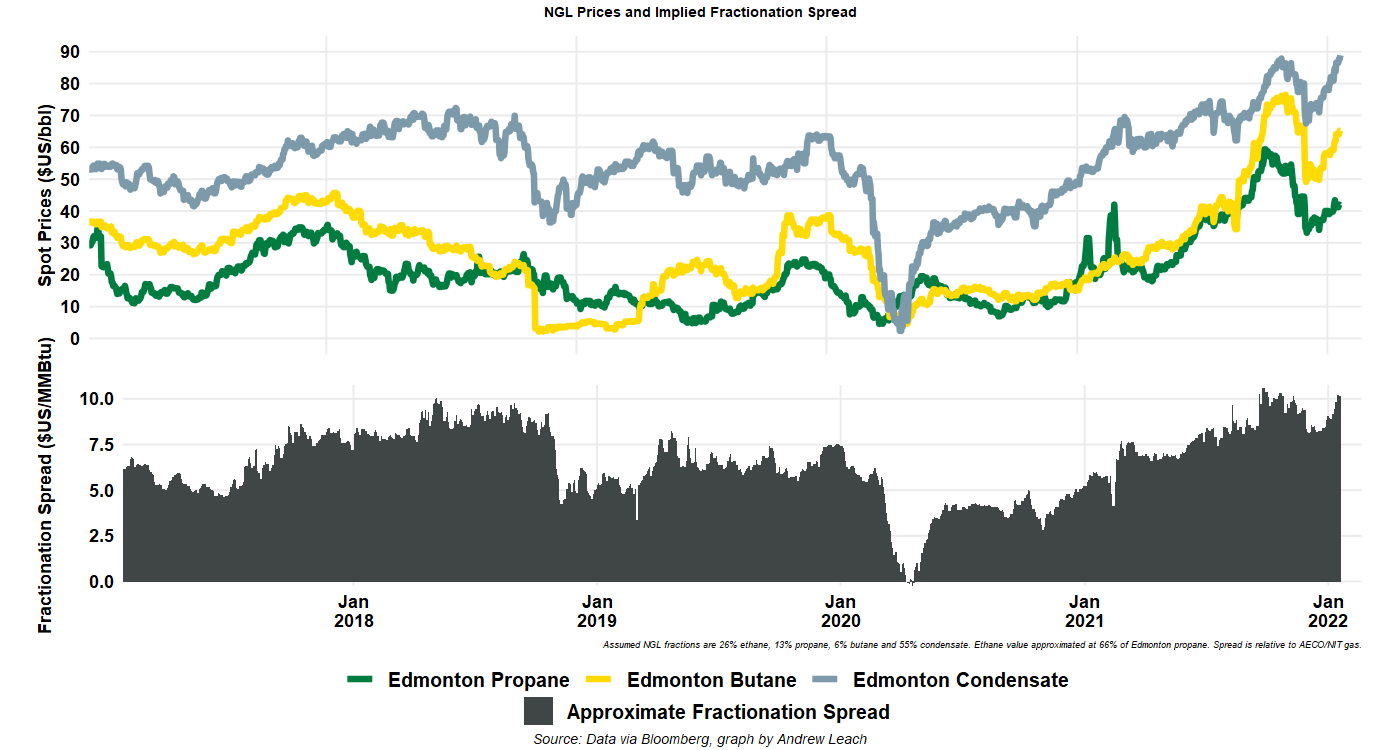 NGL Prices and Implied Fractionation Spread
Spot Prices ($US/bbl)
90
80
70
60
50
40
30
20
10
0
Fractionation Spread ($US/MMBtu)
10.0
7.5
5.0
2.5
0.0
Jan Jan Jan Jan Jan
2018 2019 2020 2021 2022
Assumed NGL fractions are 26% ethane, 13% propane, 6% butane and 55% condensate. Ethane value approximated at 66% of Edmonton propane. Spread is relative to AECO/NIT gas.
Edmonton Propane Edmonton Butane Edmonton Condensate
Approximate Fractionation Spread
Source: Data via Bloomberg, graph by Andrew Leach